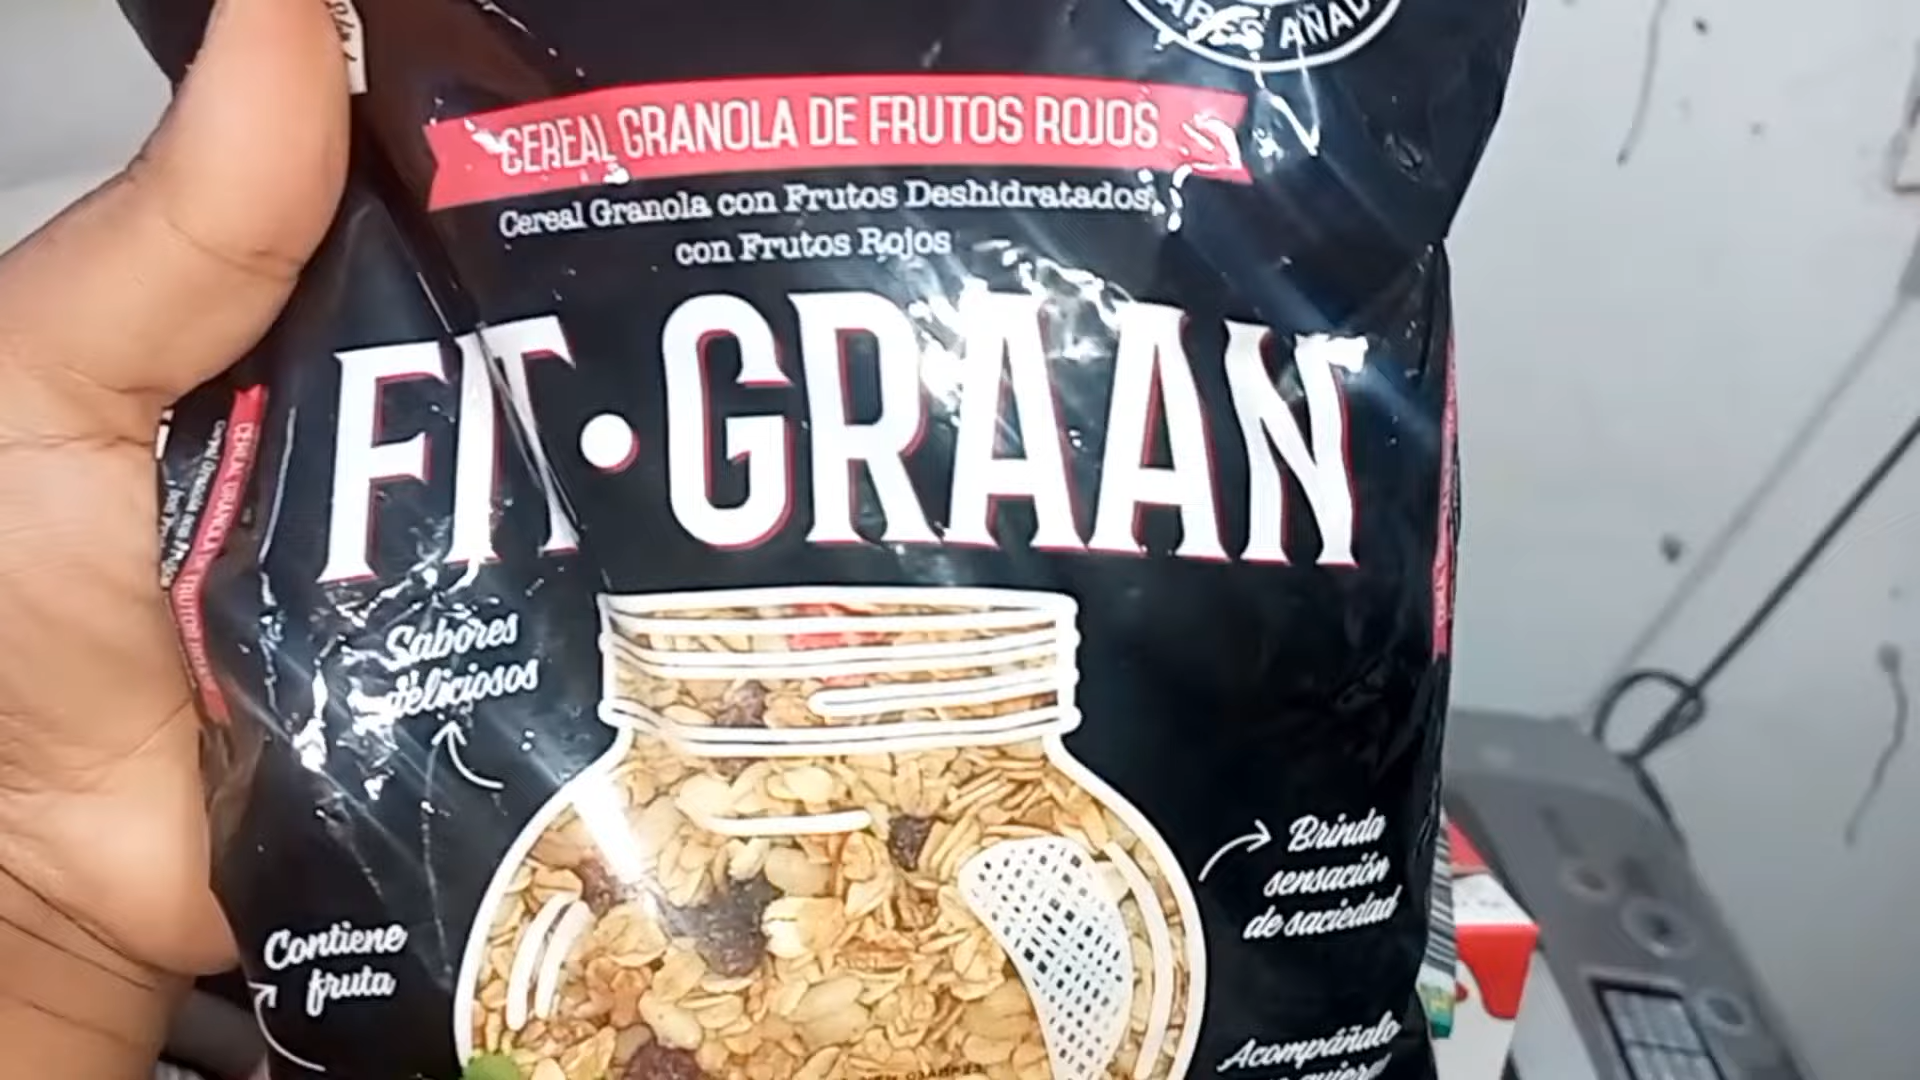 CEREAL GRANOLA DE FRUTOS ROJOS
Cereal Granola con Frutos Deshidratados,
con Frutos Rojos
FIT·GRAAN
Sabores
deliciosos
Brinda
sensación
de saciedad
Contiene
fruta
Acompáñalo